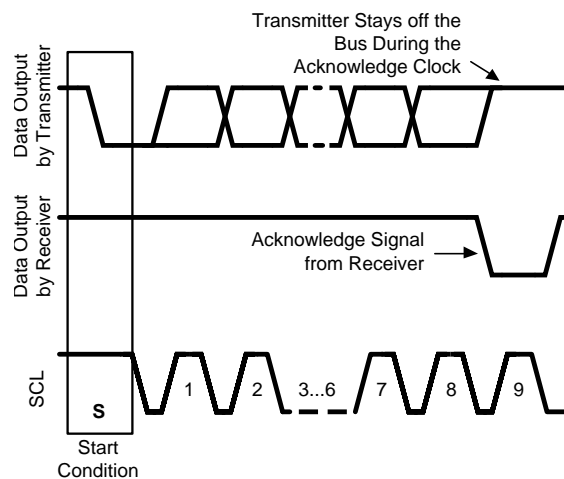 Transmitter Stays off the
Bus During the
Acknowledge Clock
Data Output
by Transmitter
Data Output
by Receiver
Acknowledge Signal
from Receiver
SCL
S
1
2
3...6
7
8
9
Start
Condition